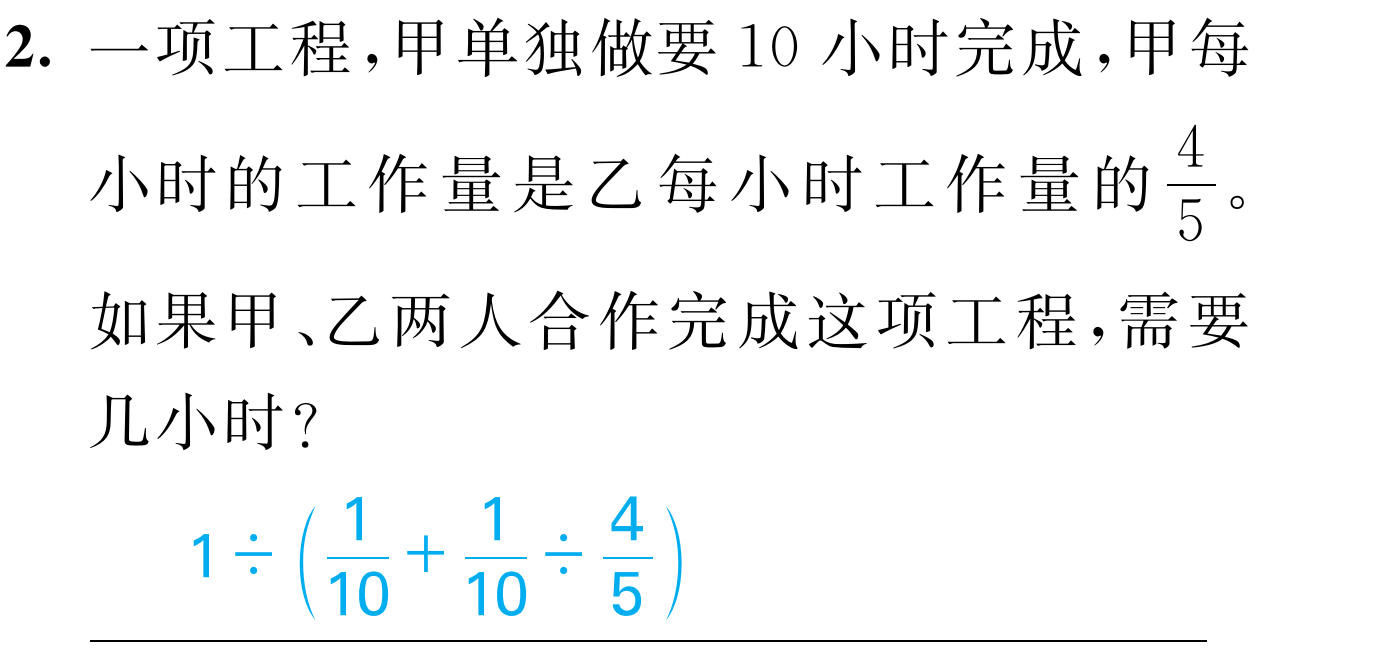 2. 一项工程,甲单独做要 10 小时完成,甲每
小时的工作量是乙每小时工作量的4/5。
如果甲、乙两人合作完成这项工程,需要
几小时?
1÷(1/10+1/10÷4/5)